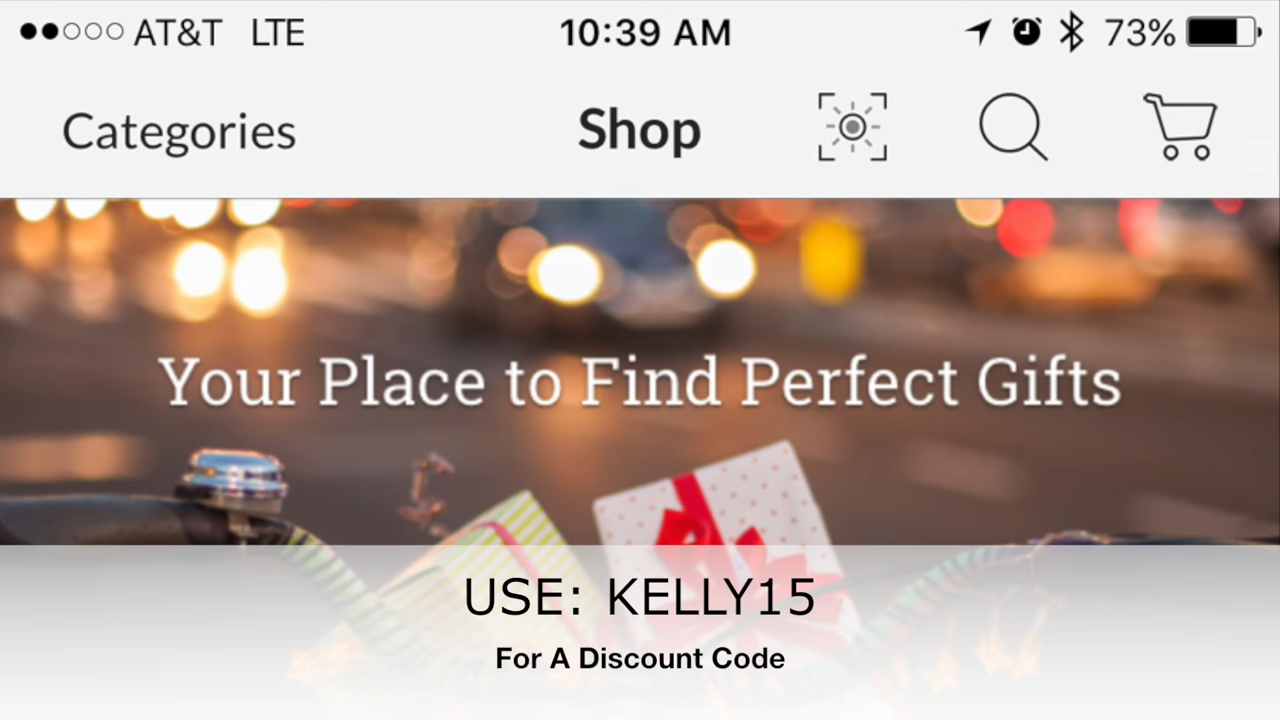 AT&T LTE 10:39 AM 73%
Categories Shop
Your Place to Find Perfect Gifts
USE: KELLY15
For A Discount Code